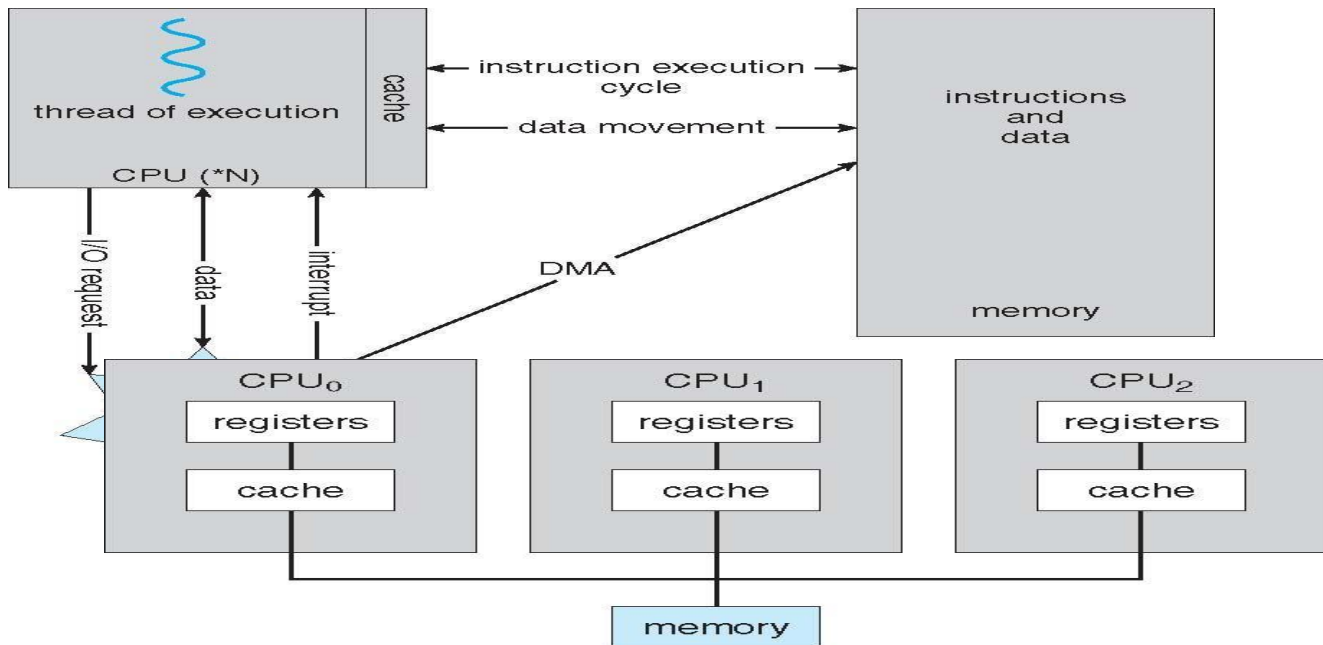 thread of execution
CPU (*N)
cache
instruction execution
cycle
data movement
instructions
and
data
memory
I/O request
data
interrupt
DMA
CPU₀
registers
cache
CPU₁
registers
cache
CPU₂
registers
cache
memory